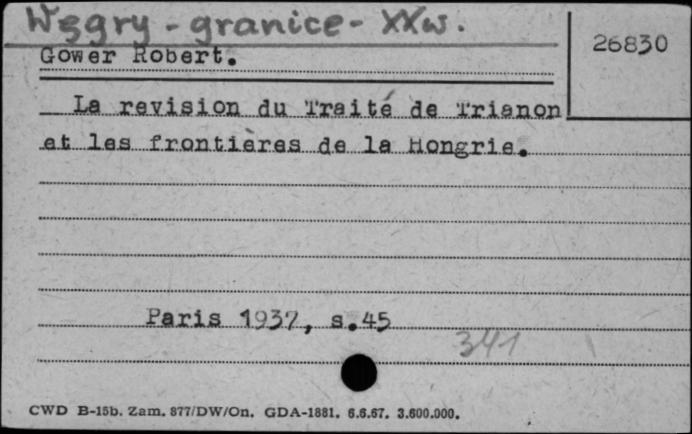 Węgry - granice - XXw.
26830
Gower Robert.
La revision du Traité de Trianon
et les frontières de la Hongrie.
Paris 1937, s.45
341
CWD B-15b. Zam. 877/DW/On. GDA-1881. 6.6.67. 3.600.000.